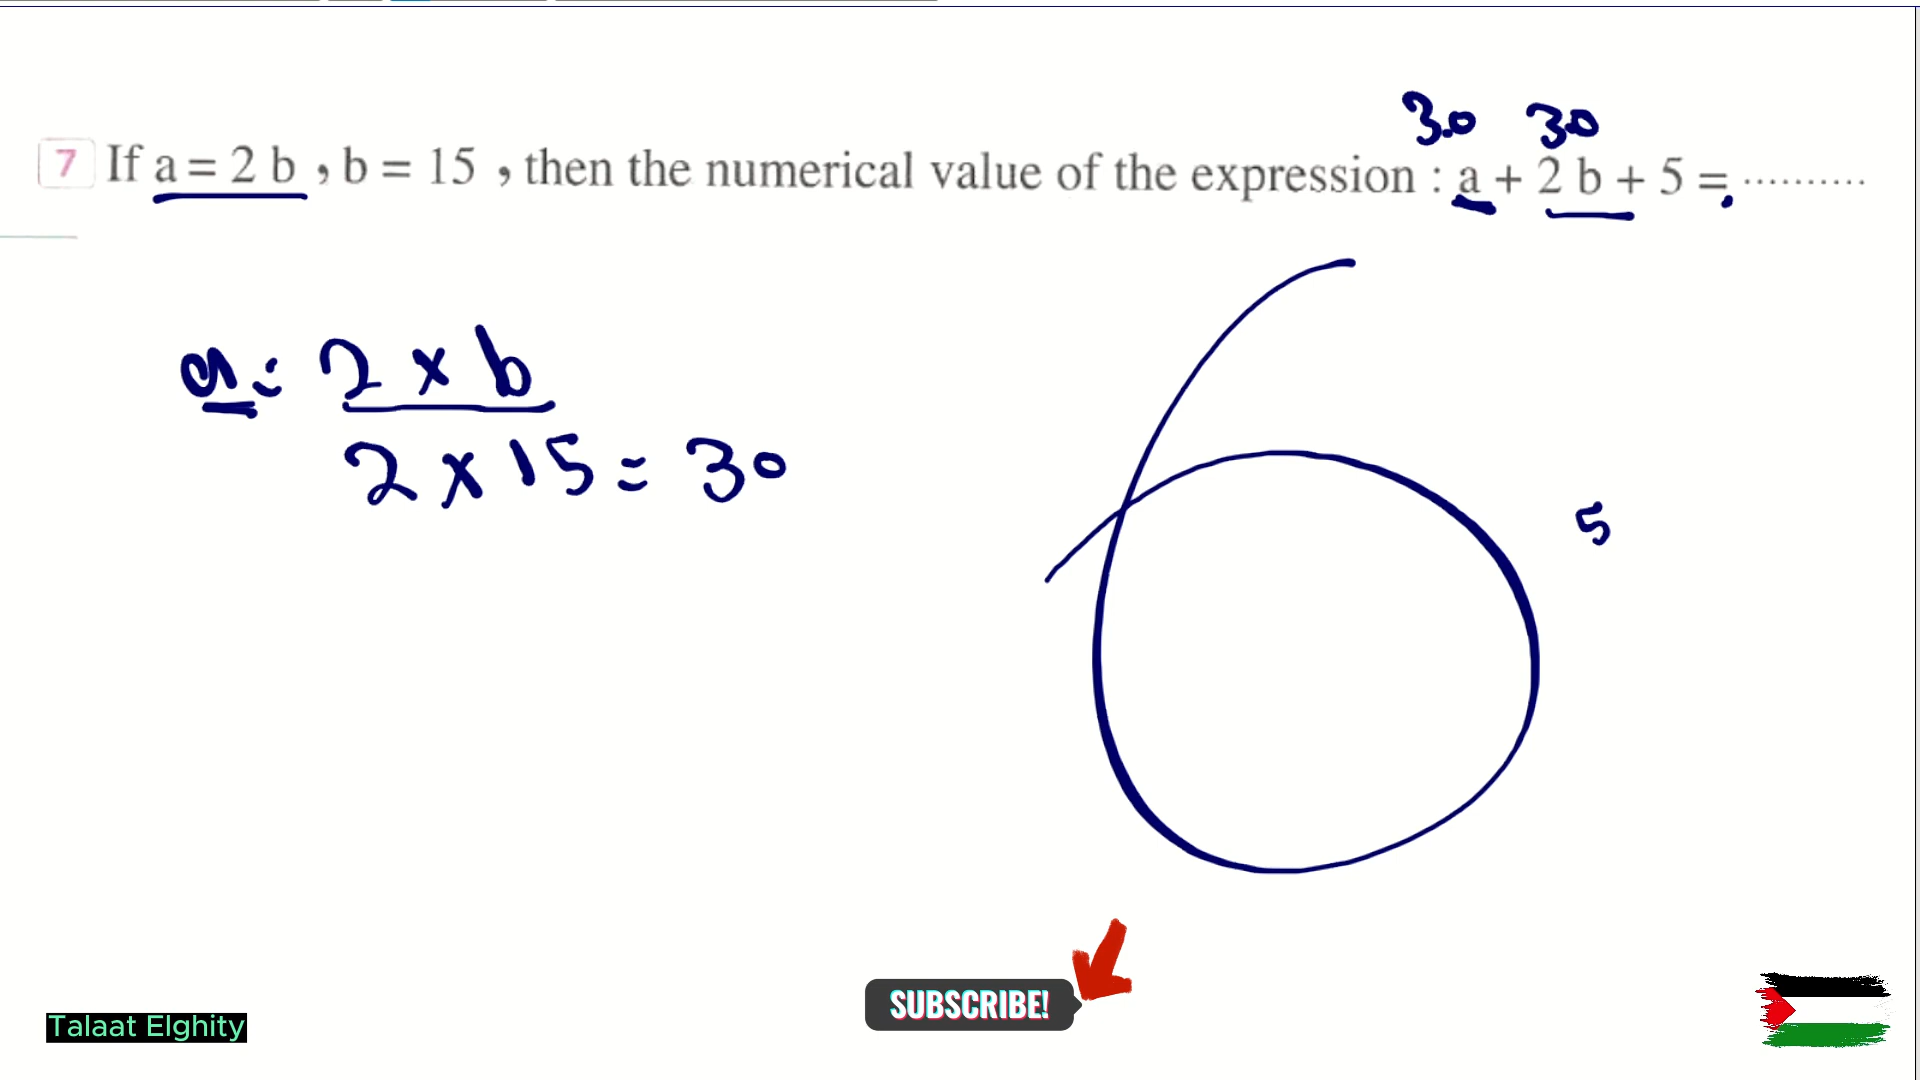 30 30
7 If a = 2 b , b = 15 , then the numerical value of the expression : a + 2 b + 5 = ..........
a = 2 × b
2 × 15 = 30
6
5
SUBSCRIBE!
Talaat Elghity